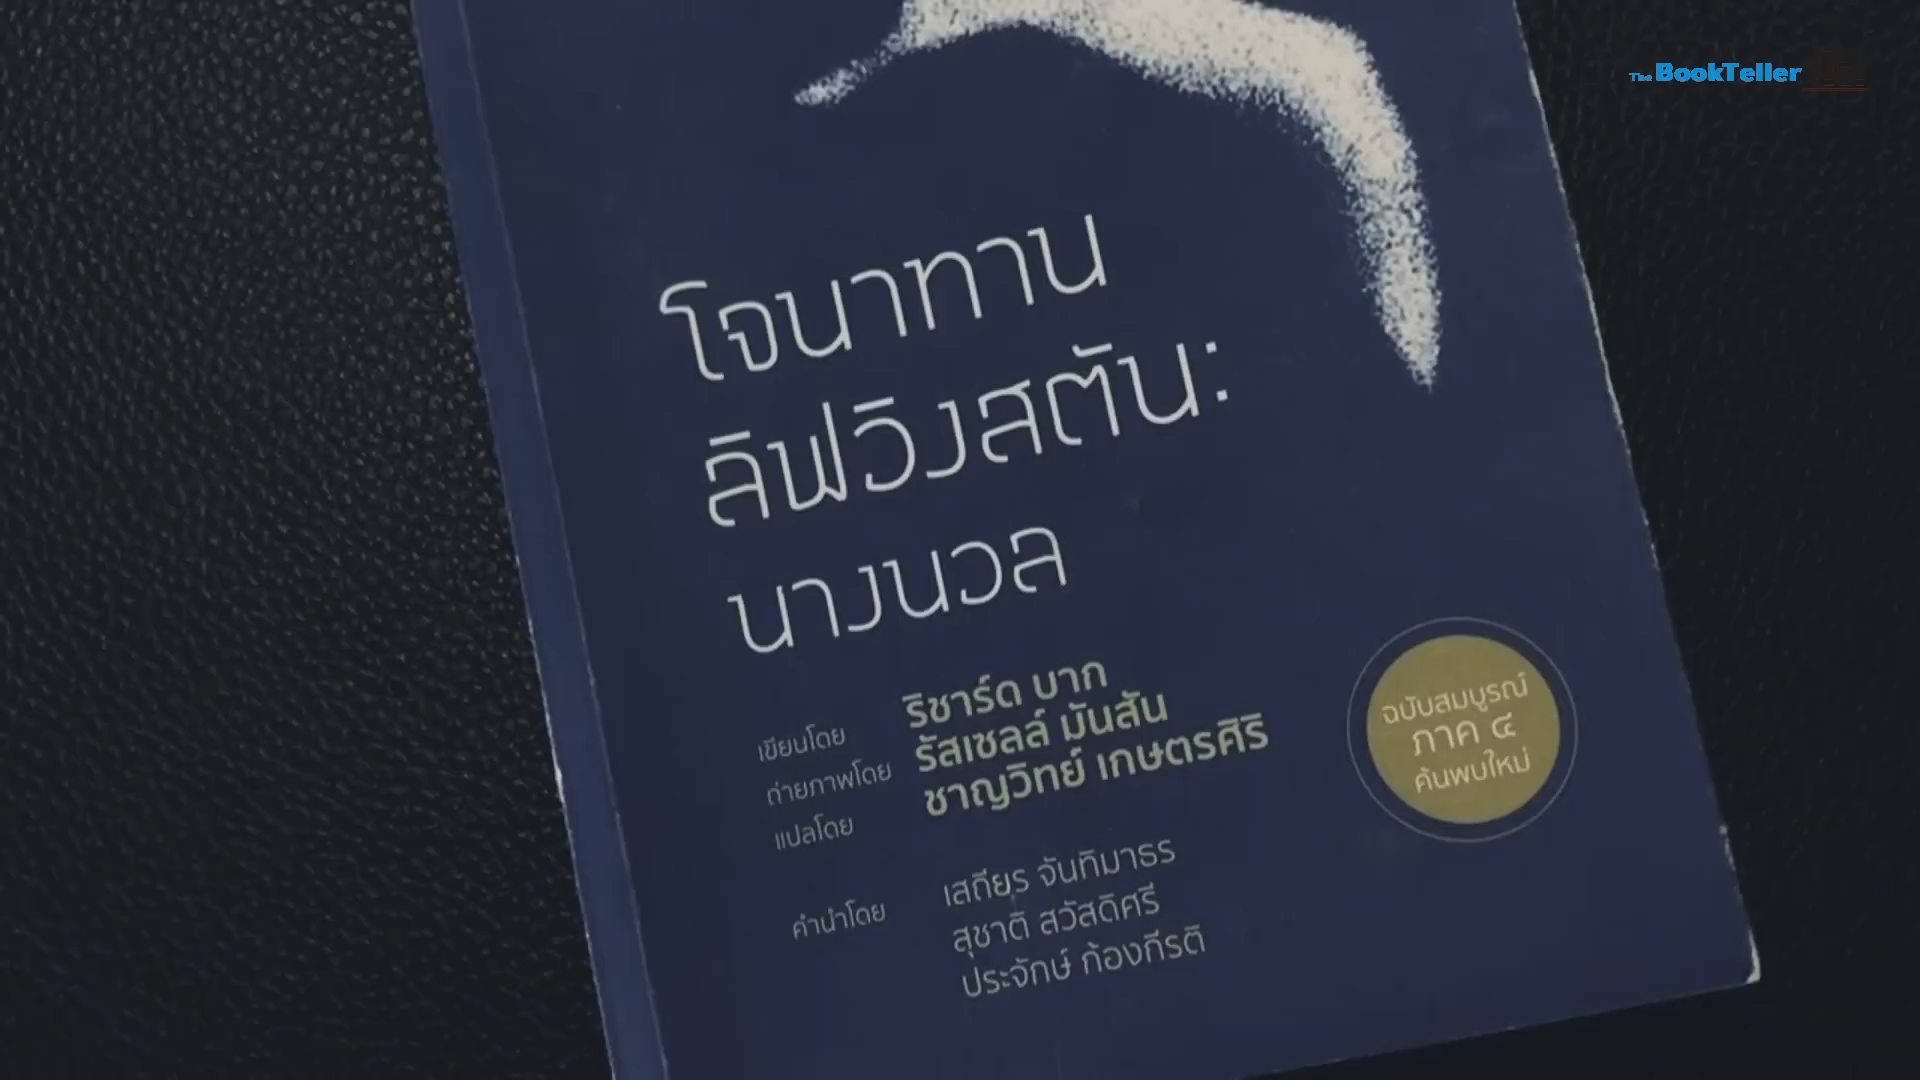 The BookTeller
โจนาทาน
ลิฟวิงสตัน:
นางนวล
เขียนโดย ริชาร์ด บาก
ถ่ายภาพโดย รัสเซลล์ มันสัน
แปลโดย ชาญวิทย์ เกษตรศิริ
คำนำโดย เสถียร จันทิมาธร
สุชาติ สวัสดิศรี
ประจักษ์ ก้องกีรติ
ฉบับสมบูรณ์
ภาค ๔
ค้นพบใหม่